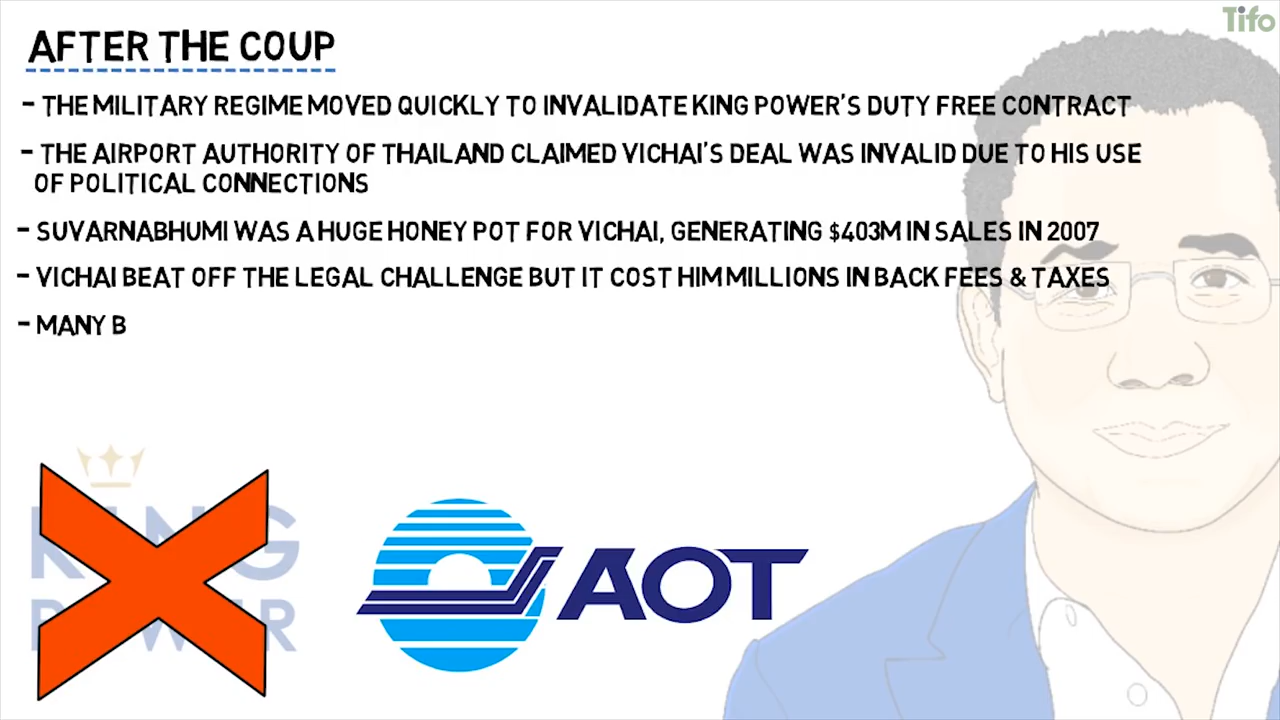 Tifo
AFTER THE COUP
- THE MILITARY REGIME MOVED QUICKLY TO INVALIDATE KING POWER'S DUTY FREE CONTRACT
- THE AIRPORT AUTHORITY OF THAILAND CLAIMED VICHAI'S DEAL WAS INVALID DUE TO HIS USE
OF POLITICAL CONNECTIONS
- SUVARNABHUMI WAS A HUGE HONEY POT FOR VICHAI, GENERATING $403M IN SALES IN 2007
- VICHAI BEAT OFF THE LEGAL CHALLENGE BUT IT COST HIM MILLIONS IN BACK FEES & TAXES
- MANY B
KING
POWER
AOT